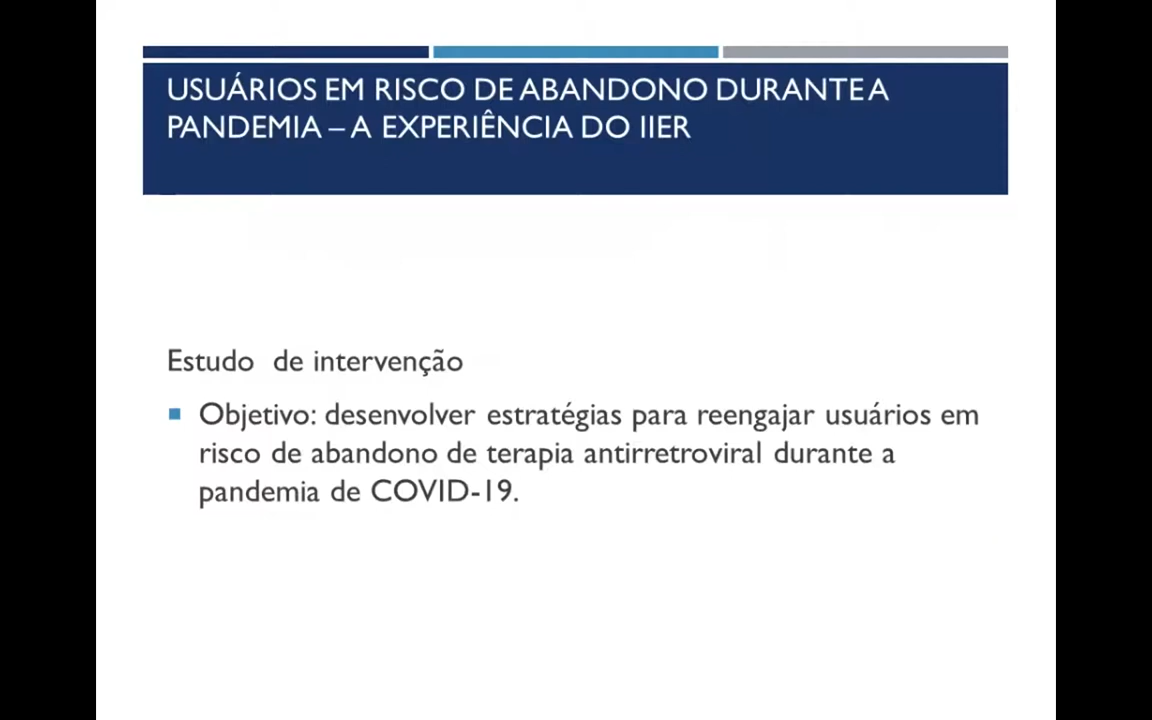 USUÁRIOS EM RISCO DE ABANDONO DURANTE A
PANDEMIA – A EXPERIÊNCIA DO IIER
Estudo de intervenção
Objetivo: desenvolver estratégias para reengajar usuários em
risco de abandono de terapia antirretroviral durante a
pandemia de COVID-19.